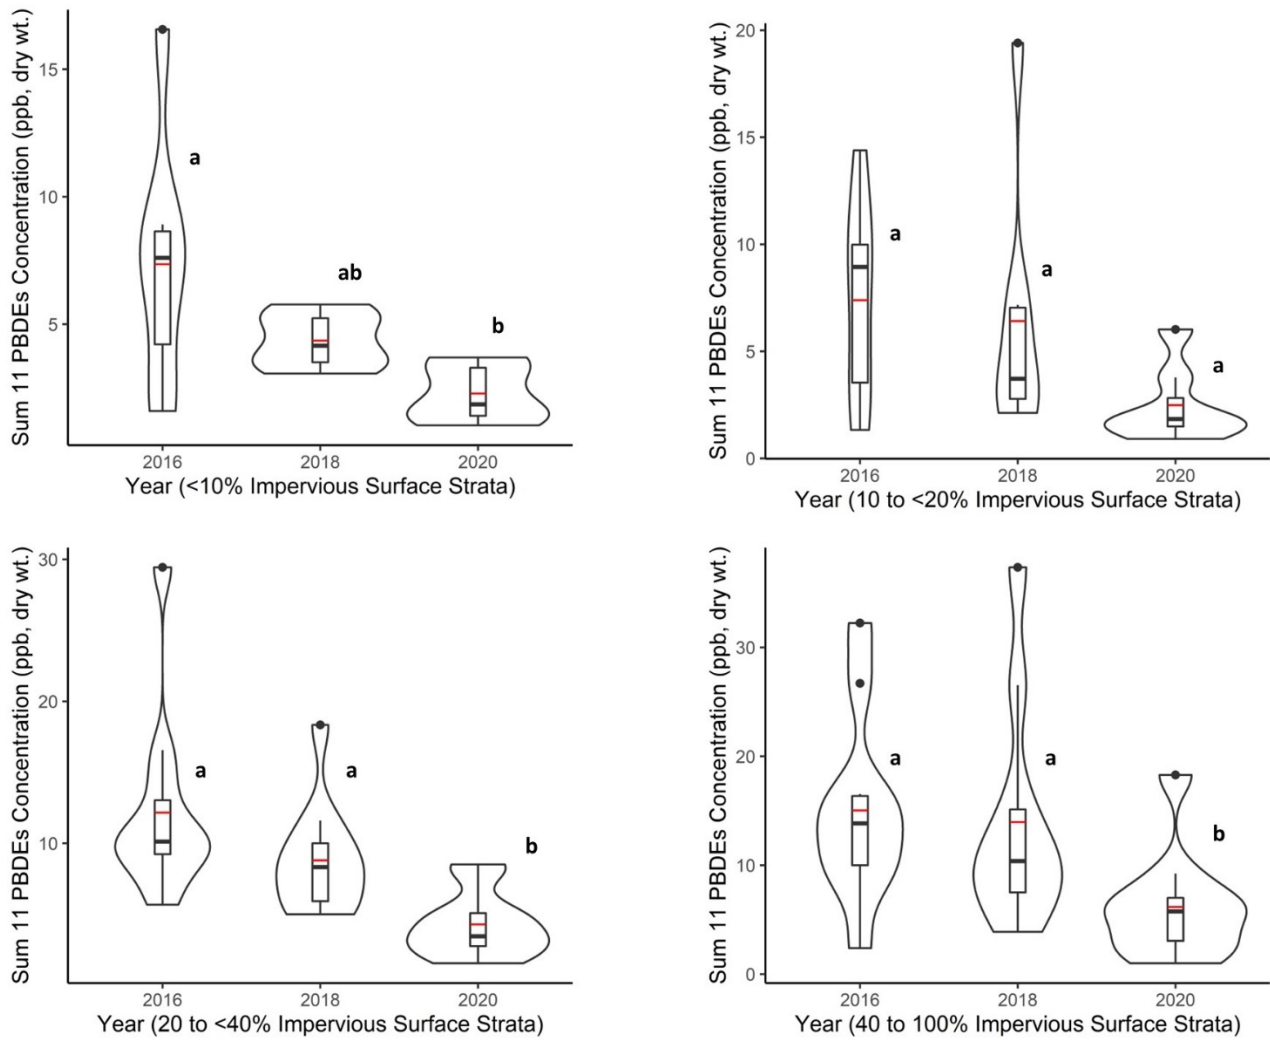 Sum 11 PBDEs Concentration (ppb, dry wt.)
15
10
5
a
ab
b
2016 2018 2020
Year (<10% Impervious Surface Strata)
Sum 11 PBDEs Concentration (ppb, dry wt.)
20
15
10
5
0
a
a
a
2016 2018 2020
Year (10 to <20% Impervious Surface Strata)
Sum 11 PBDEs Concentration (ppb, dry wt.)
30
20
10
a
a
b
2016 2018 2020
Year (20 to <40% Impervious Surface Strata)
Sum 11 PBDEs Concentration (ppb, dry wt.)
30
20
10
0
a
a
b
2016 2018 2020
Year (40 to 100% Impervious Surface Strata)